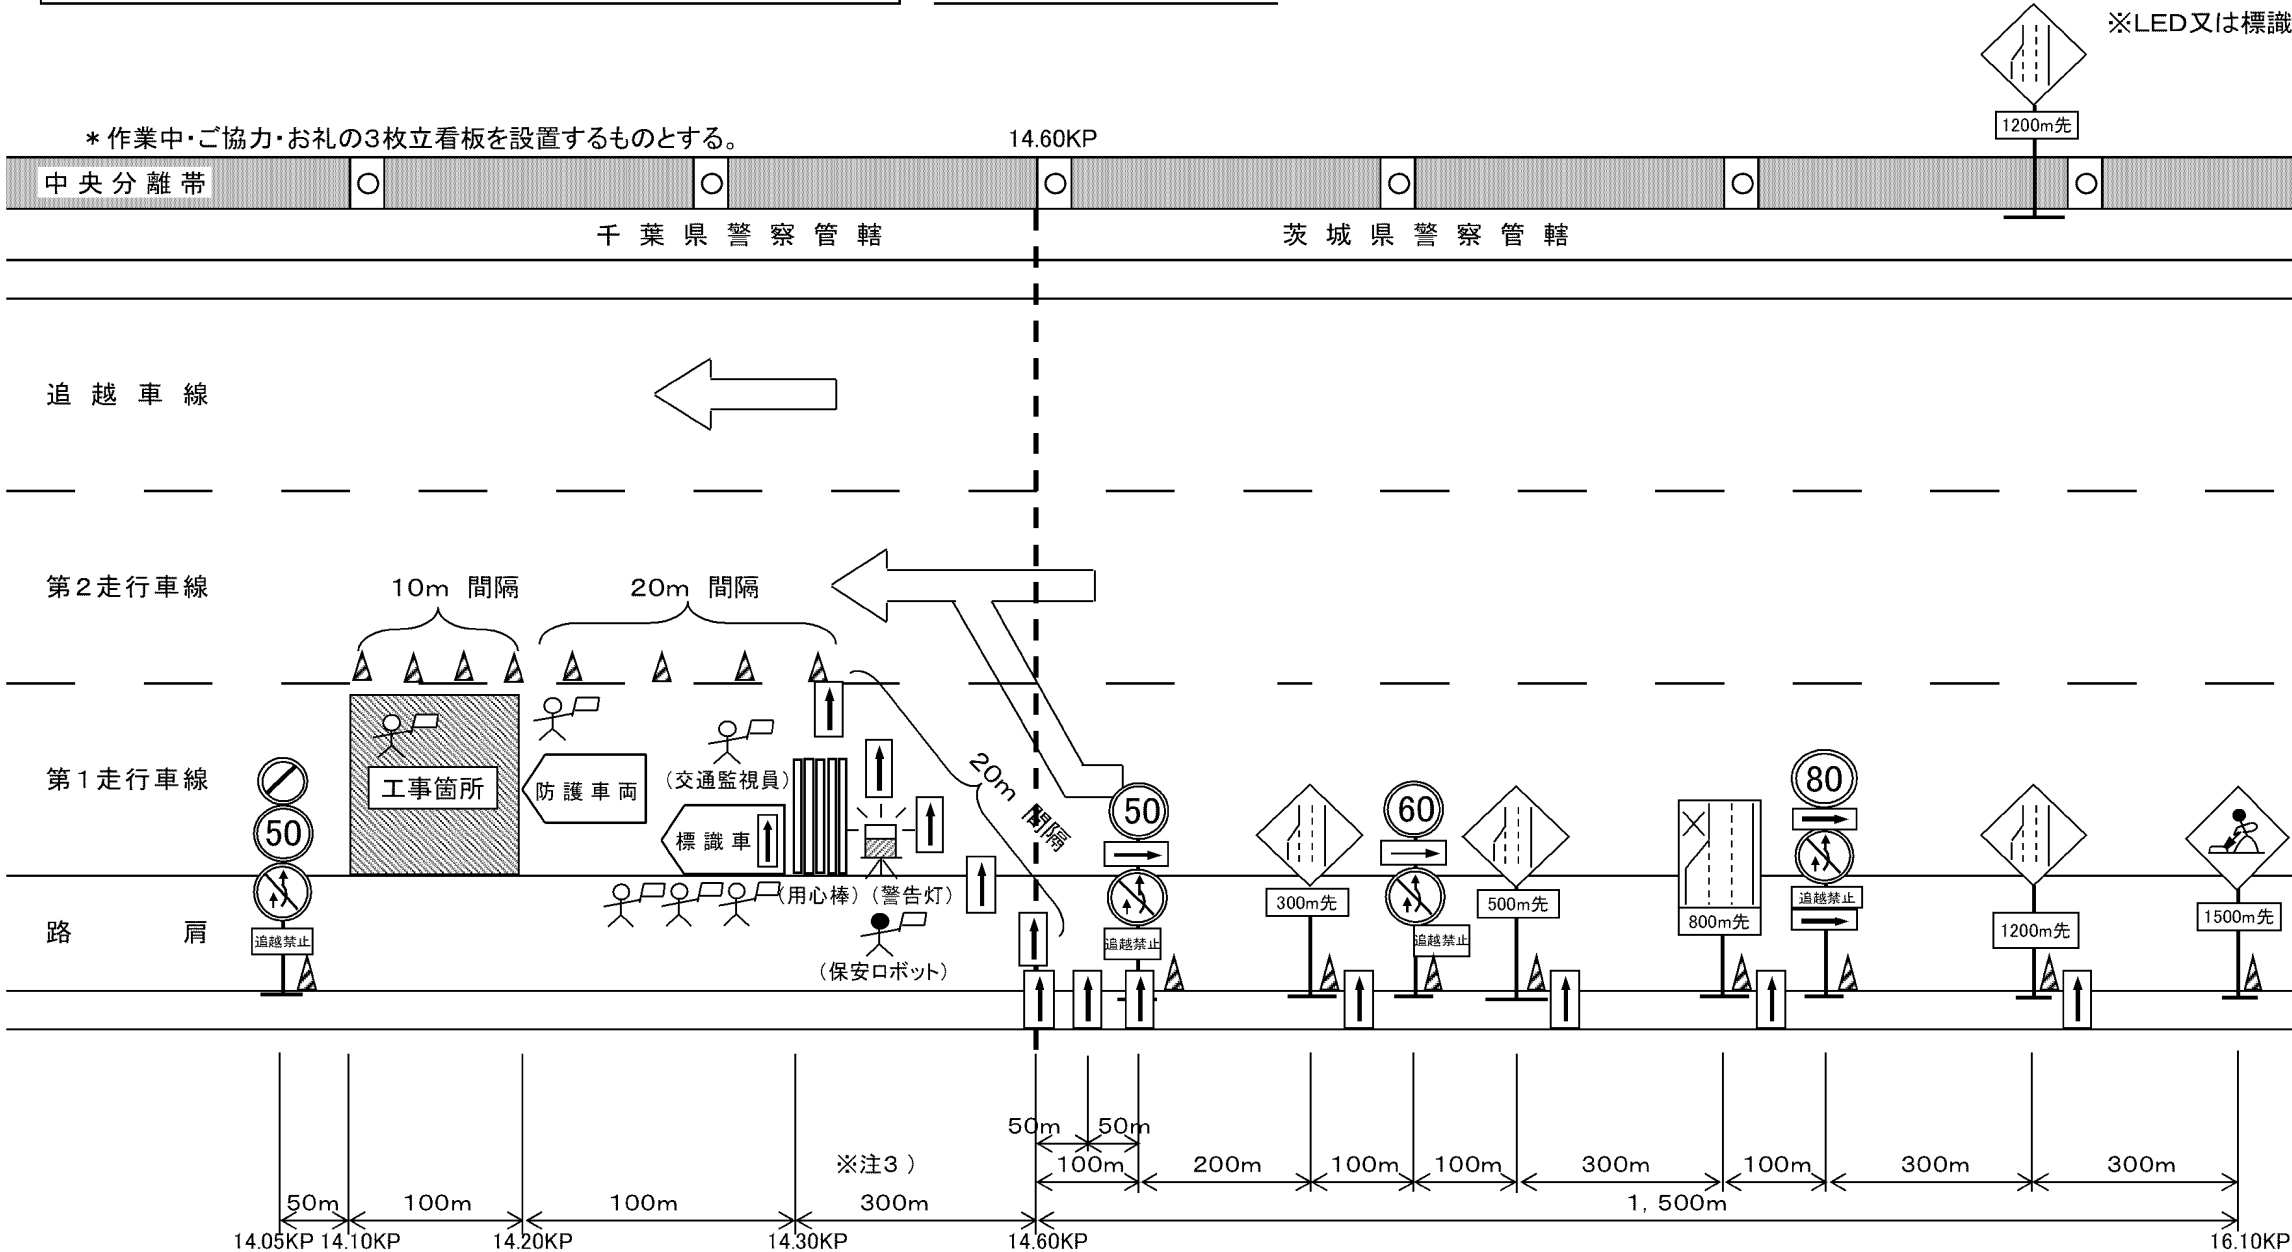 ※LED又は標識
1200m先
*作業中・ご協力・お礼の3枚立看板を設置するものとする。
14.60KP
中央分離帯
千葉県警察管轄
茨城県警察管轄
追越車線
第2走行車線
10m 間隔
20m 間隔
第1走行車線
工事箇所
防護車両
(交通監視員)
標識車
20m 間隔
(用心棒)
(警告灯)
(保安ロボット)
路肩
50
追越禁止
50
追越禁止
300m先
60
追越禁止
500m先
800m先
80
追越禁止
1200m先
1500m先
50m
50m
※注3)
100m
200m
100m
100m
300m
100m
300m
300m
50m
100m
100m
300m
1,500m
14.05KP
14.10KP
14.20KP
14.30KP
14.60KP
16.10KP